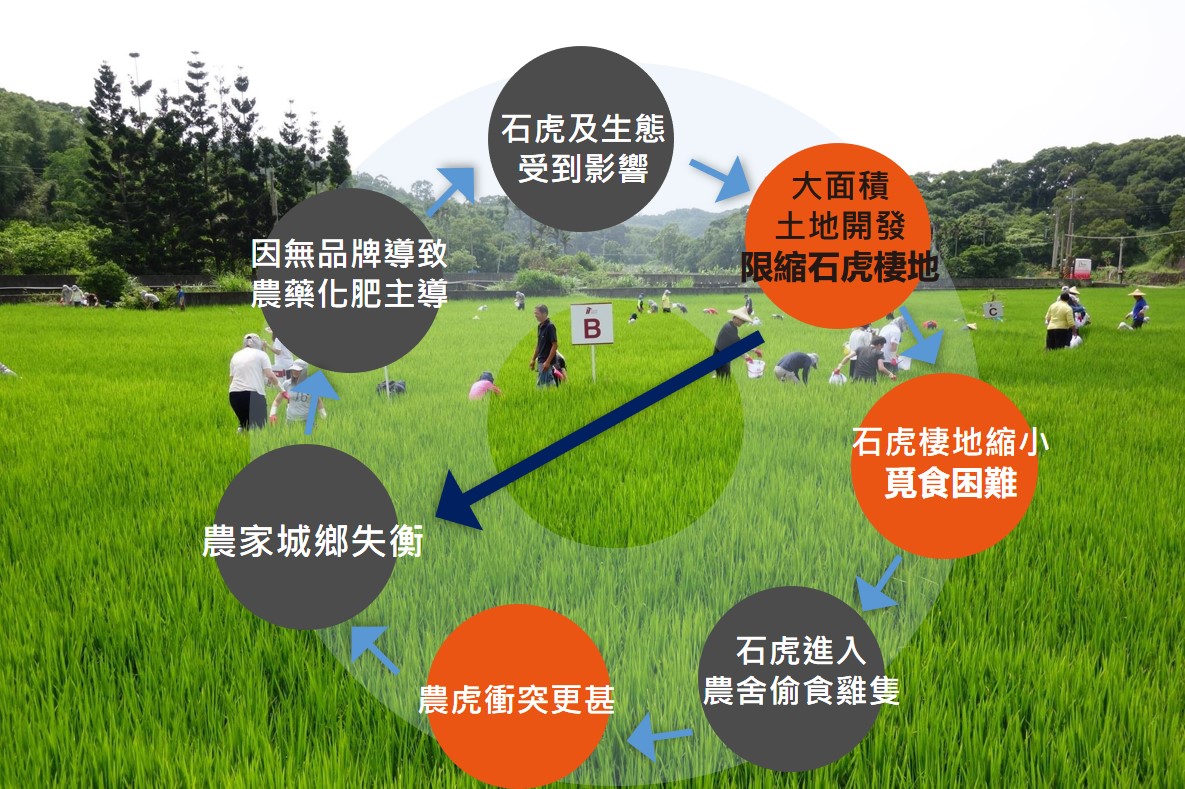 石虎及生態
受到影響
大面積
土地開發
限縮石虎棲地
石虎棲地縮小
覓食困難
石虎進入
農舍偷食雞隻
農虎衝突更甚
農家城鄉失衡
因無品牌導致
農藥化肥主導
B
C